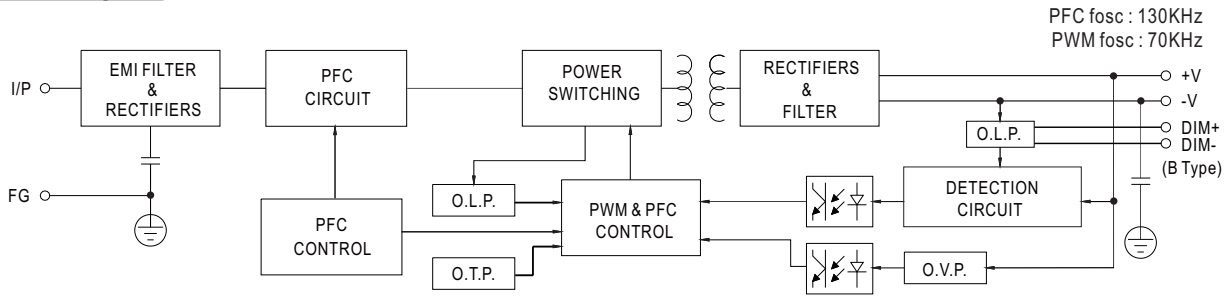 PFC fosc : 130KHz
PWM fosc : 70KHz
I/P
EMI FILTER
&
RECTIFIERS
PFC
CIRCUIT
POWER
SWITCHING
RECTIFIERS
&
FILTER
+V
-V
DIM+
DIM-
(B Type)
O.L.P.
DETECTION
CIRCUIT
FG
O.L.P.
PFC
CONTROL
PWM & PFC
CONTROL
O.T.P.
O.V.P.